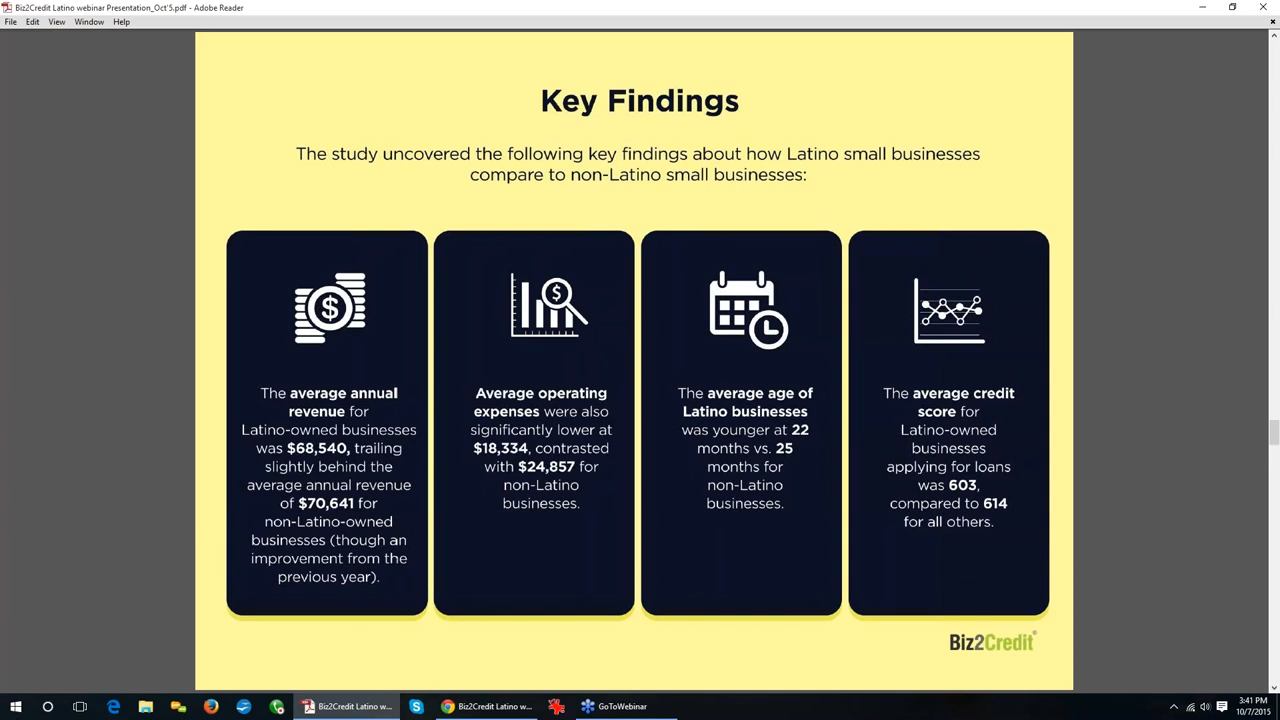 Biz2Credit Latino webinar Presentation_Oct'5.pdf - Adobe Reader
File Edit View Window Help
Key Findings
The study uncovered the following key findings about how Latino small businesses
compare to non-Latino small businesses:
The average annual
revenue for
Latino-owned businesses
was $68,540, trailing
slightly behind the
average annual revenue
of $70,641 for
non-Latino-owned
businesses (though an
improvement from the
previous year).
Average operating
expenses were also
significantly lower at
$18,334, contrasted
with $24,857 for
non-Latino
businesses.
The average age of
Latino businesses
was younger at 22
months vs. 25
months for
non-Latino
businesses.
The average credit
score for
Latino-owned
businesses
applying for loans
was 603,
compared to 614
for all others.
Biz2Credit®
Biz2Credit Latino w...
Biz2Credit Latino w...
GoToWebinar
3:41 PM
10/7/2015